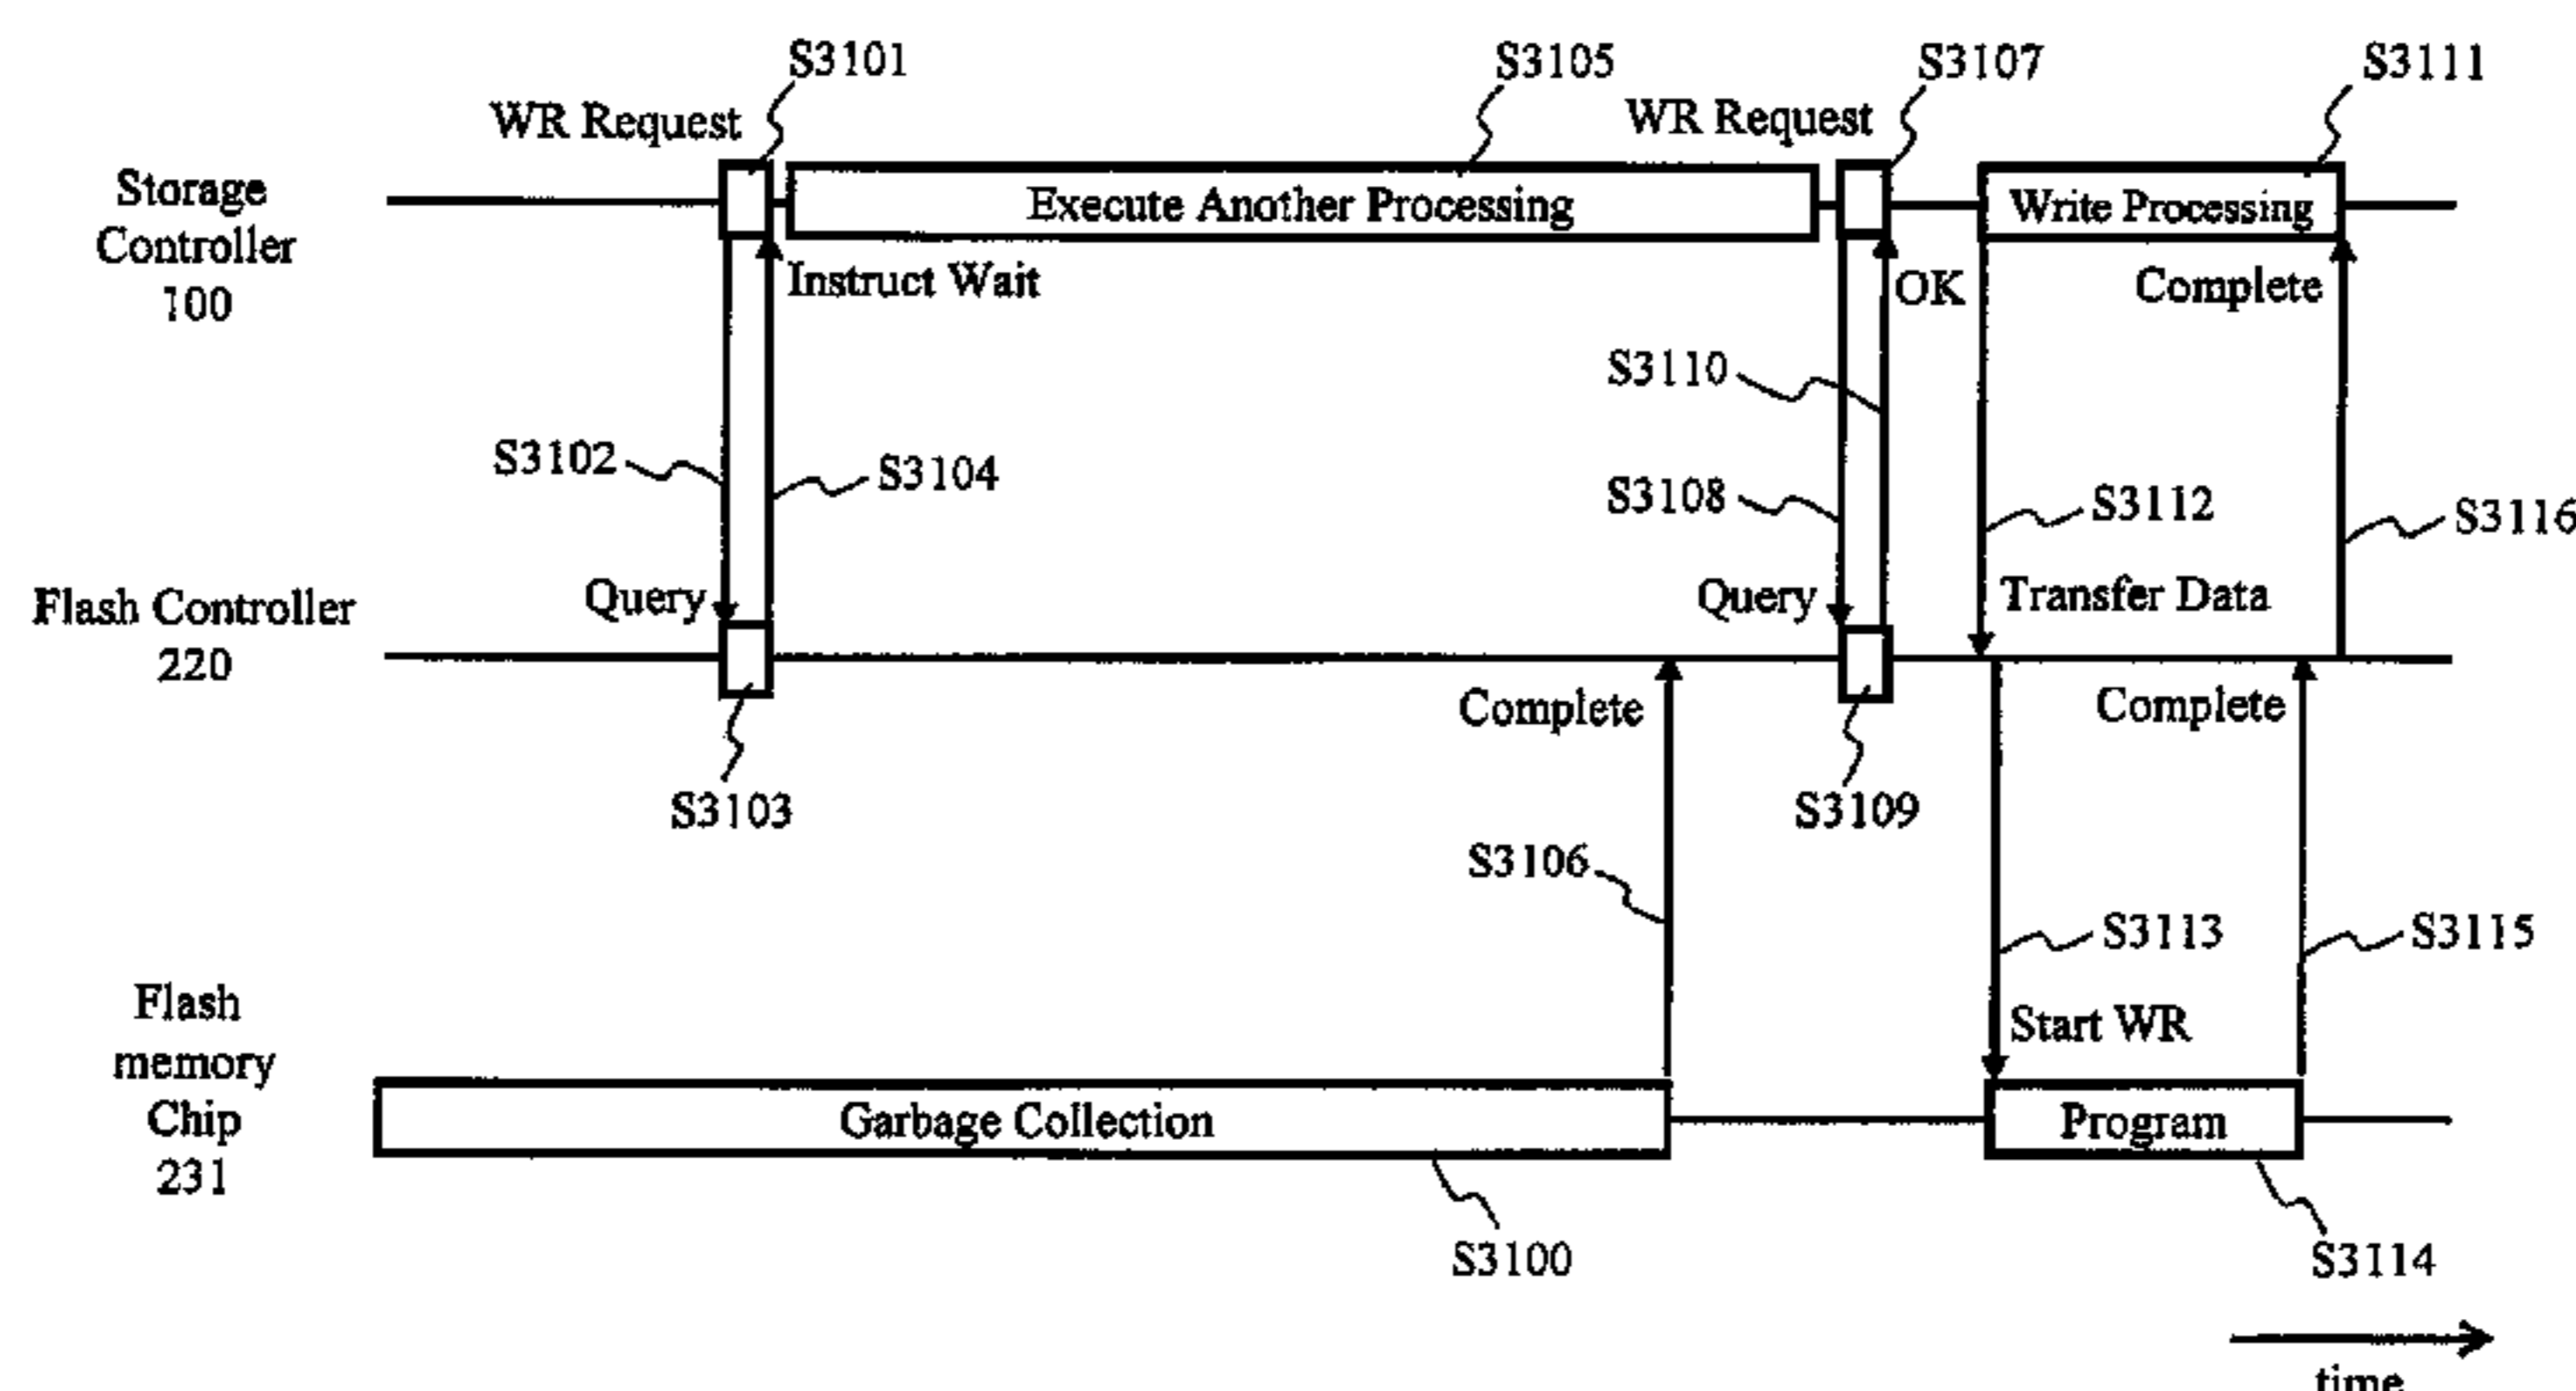 S3101
S3105
S3107
S3111
WR Request
WR Request
Storage
Controller
100
Execute Another Processing
Write Processing
Instruct Wait
OK
Complete
S3110
S3102
S3104
S3108
S3112
S3116
Flash Controller
220
Query
Query
Transfer Data
Complete
Complete
S3103
S3109
S3106
S3113
S3115
Flash
memory
Chip
231
Start WR
Garbage Collection
Program
S3100
S3114
time